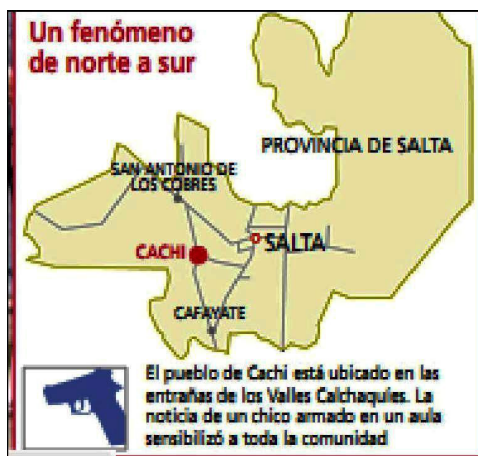 Un fenómeno
de norte a sur
PROVINCIA DE SALTA
SAN ANTONIO DE
LOS COBRES
SALTA
CACHI
CAFAYATE
El pueblo de Cachi está ubicado en las
entrañas de los Valles Calchaquíes. La
noticia de un chico armado en un aula
sensibilizó a toda la comunidad